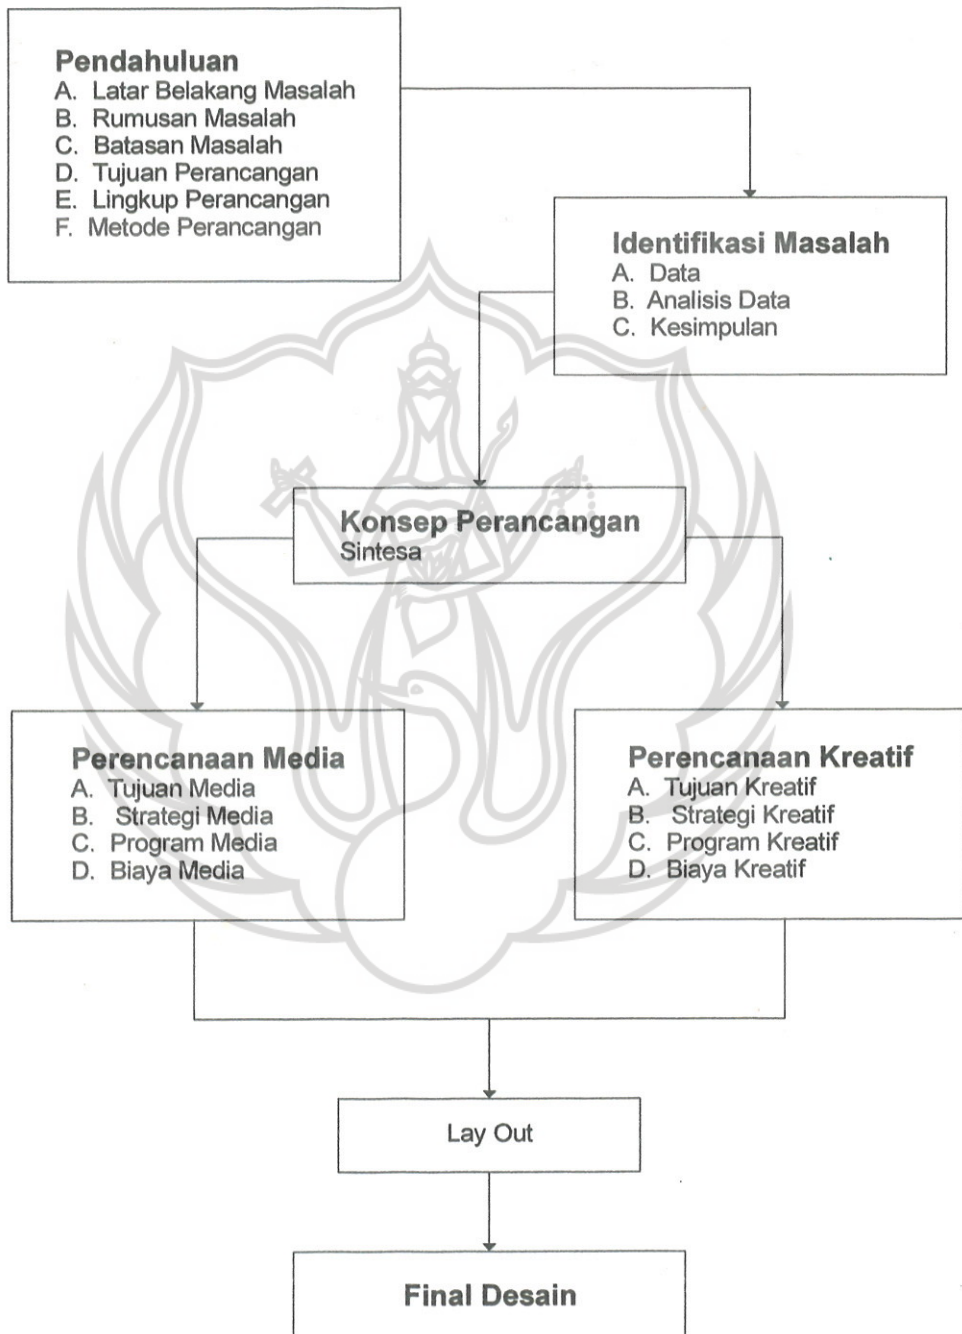 Pendahuluan
A. Latar Belakang Masalah
B. Rumusan Masalah
C. Batasan Masalah
D. Tujuan Perancangan
E. Lingkup Perancangan
F. Metode Perancangan
Identifikasi Masalah
A. Data
B. Analisis Data
C. Kesimpulan
Konsep Perancangan
Sintesa
Perencanaan Media
A. Tujuan Media
B. Strategi Media
C. Program Media
D. Biaya Media
Perencanaan Kreatif
A. Tujuan Kreatif
B. Strategi Kreatif
C. Program Kreatif
D. Biaya Kreatif
Lay Out
Final Desain